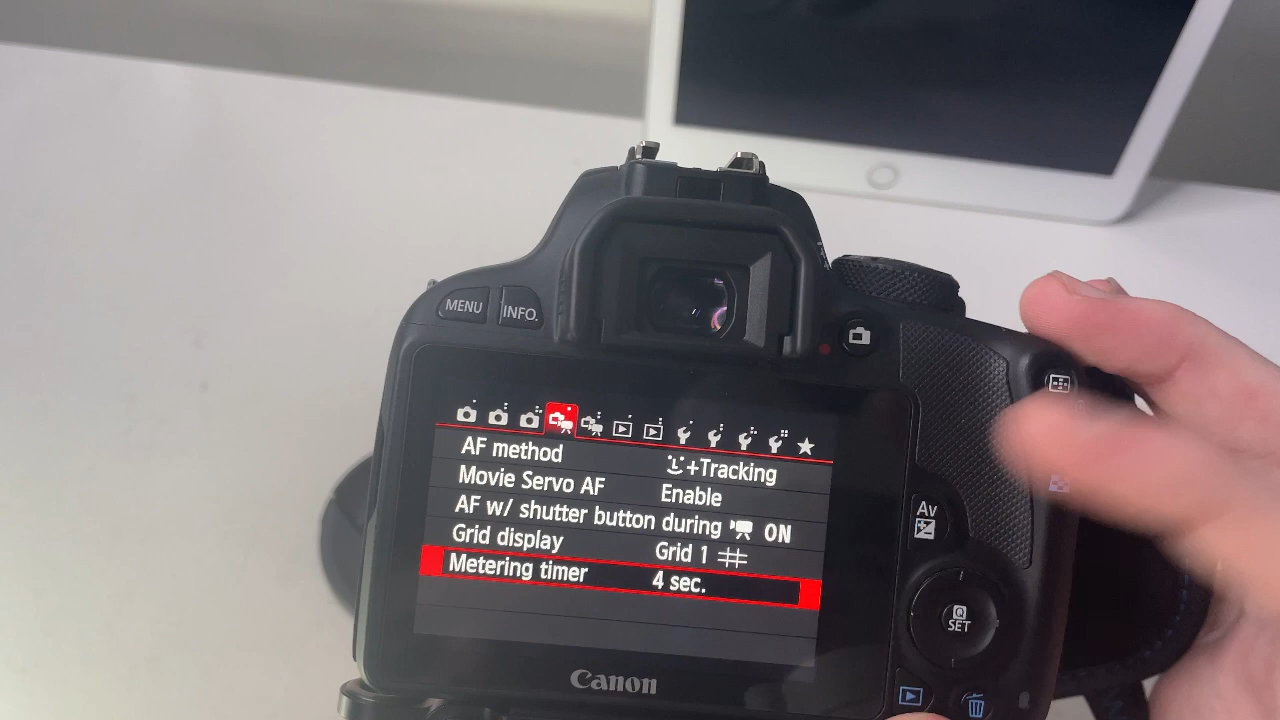 MENU INFO.
AF method +Tracking
Movie Servo AF Enable
AF w/ shutter button during ON
Grid display Grid 1
Metering timer 4 sec.
Av
Q
SET
Canon